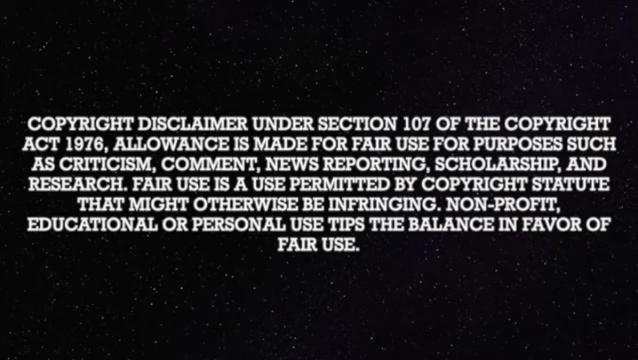 COPYRIGHT DISCLAIMER UNDER SECTION 107 OF THE COPYRIGHT
ACT 1976, ALLOWANCE IS MADE FOR FAIR USE FOR PURPOSES SUCH
AS CRITICISM, COMMENT, NEWS REPORTING, SCHOLARSHIP, AND
RESEARCH. FAIR USE IS A USE PERMITTED BY COPYRIGHT STATUTE
THAT MIGHT OTHERWISE BE INFRINGING. NON-PROFIT,
EDUCATIONAL OR PERSONAL USE TIPS THE BALANCE IN FAVOR OF
FAIR USE.